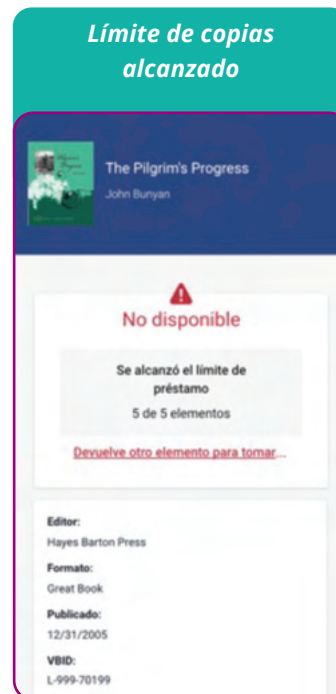 Límite de copias
alcanzado
The Pilgrim's Progress
John Bunyan
No disponible
Se alcanzó el límite de
préstamo
5 de 5 elementos
Devuelve otro elemento para tomar...
Editor:
Hayes Barton Press
Formato:
Great Book
Publicado:
12/31/2005
VBID:
L-999-70199